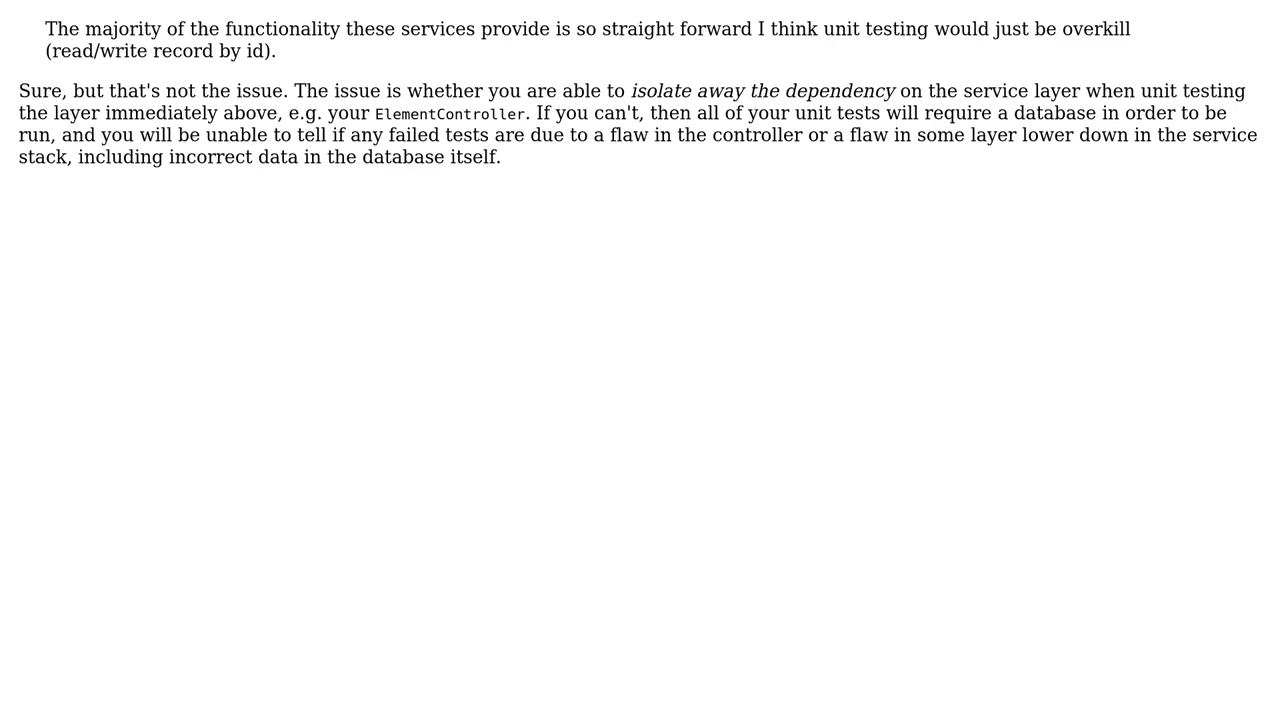 The majority of the functionality these services provide is so straight forward I think unit testing would just be overkill
(read/write record by id).
Sure, but that's not the issue. The issue is whether you are able to isolate away the dependency on the service layer when unit testing
the layer immediately above, e.g. your ElementController. If you can't, then all of your unit tests will require a database in order to be
run, and you will be unable to tell if any failed tests are due to a flaw in the controller or a flaw in some layer lower down in the service
stack, including incorrect data in the database itself.